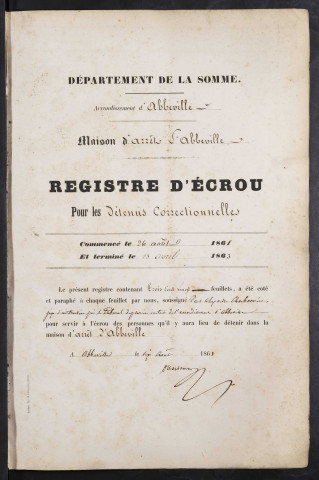 DÉPARTEMENT DE LA SOMME.
Arrondissement d'Abbeville
Maison d'arrêt d'Abbeville
REGISTRE D'ÉCROU
Pour les Détenus Correctionnelles
Commencé le 26 août 1861
Et terminé le 13 avril 1863
Le présent registre contenant feuillets, a été coté
et paraphé à chaque feuillet par nous, soussigné
d'Abbeville
pour servir à l'écrou des personnes qu'il y aura lieu de détenir dans la
maison d'arrêt d'Abbeville
A Abbeville le 1861